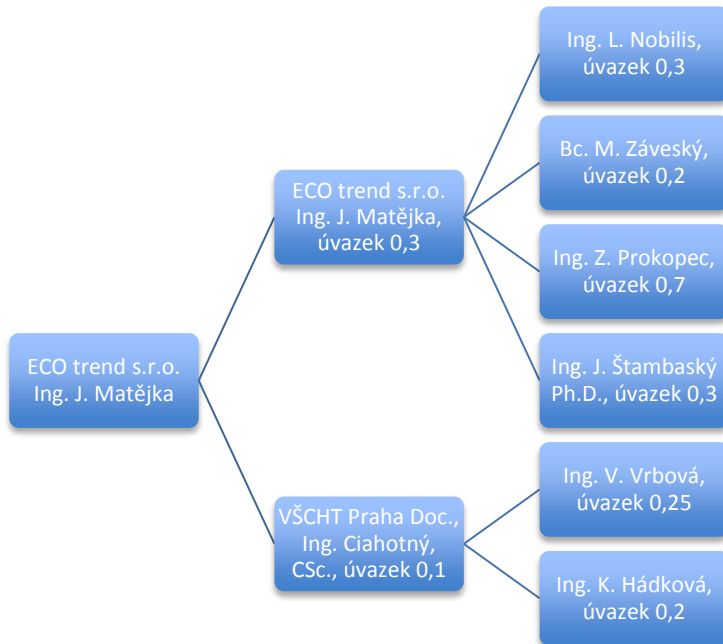 ECO trend s.r.o.
Ing. J. Matějka
ECO trend s.r.o.
Ing. J. Matějka,
úvazek 0,3
Ing. L. Nobilis,
úvazek 0,3
Bc. M. Záveský,
úvazek 0,2
Ing. Z. Prokopec,
úvazek 0,7
Ing. J. Štambaský
Ph.D., úvazek 0,3
VŠCHT Praha Doc.,
Ing. Ciahotný,
CSc., úvazek 0,1
Ing. V. Vrbová,
úvazek 0,25
Ing. K. Hádková,
úvazek 0,2